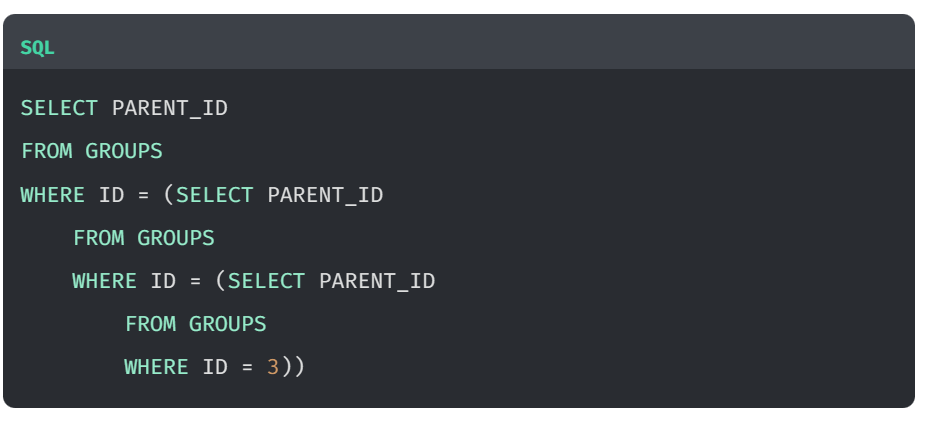 SQL
SELECT PARENT_ID
FROM GROUPS
WHERE ID = (SELECT PARENT_ID
    FROM GROUPS
    WHERE ID = (SELECT PARENT_ID
        FROM GROUPS
        WHERE ID = 3))